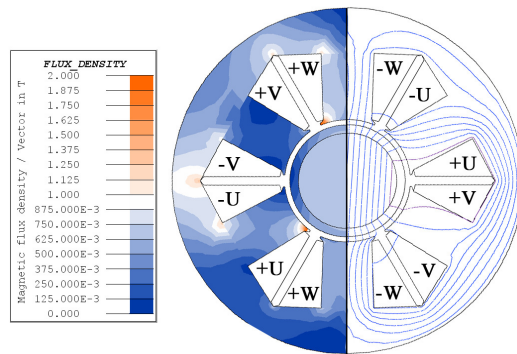 FLUX_DENSITY
Magnetic flux density / Vector in T
2.000
1.875
1.750
1.625
1.500
1.375
1.250
1.125
1.000
875.000E-3
750.000E-3
625.000E-3
500.000E-3
375.000E-3
250.000E-3
125.000E-3
0.000
+W
-W
+V
-U
-V
+U
-U
+V
+U
-V
+W
-W